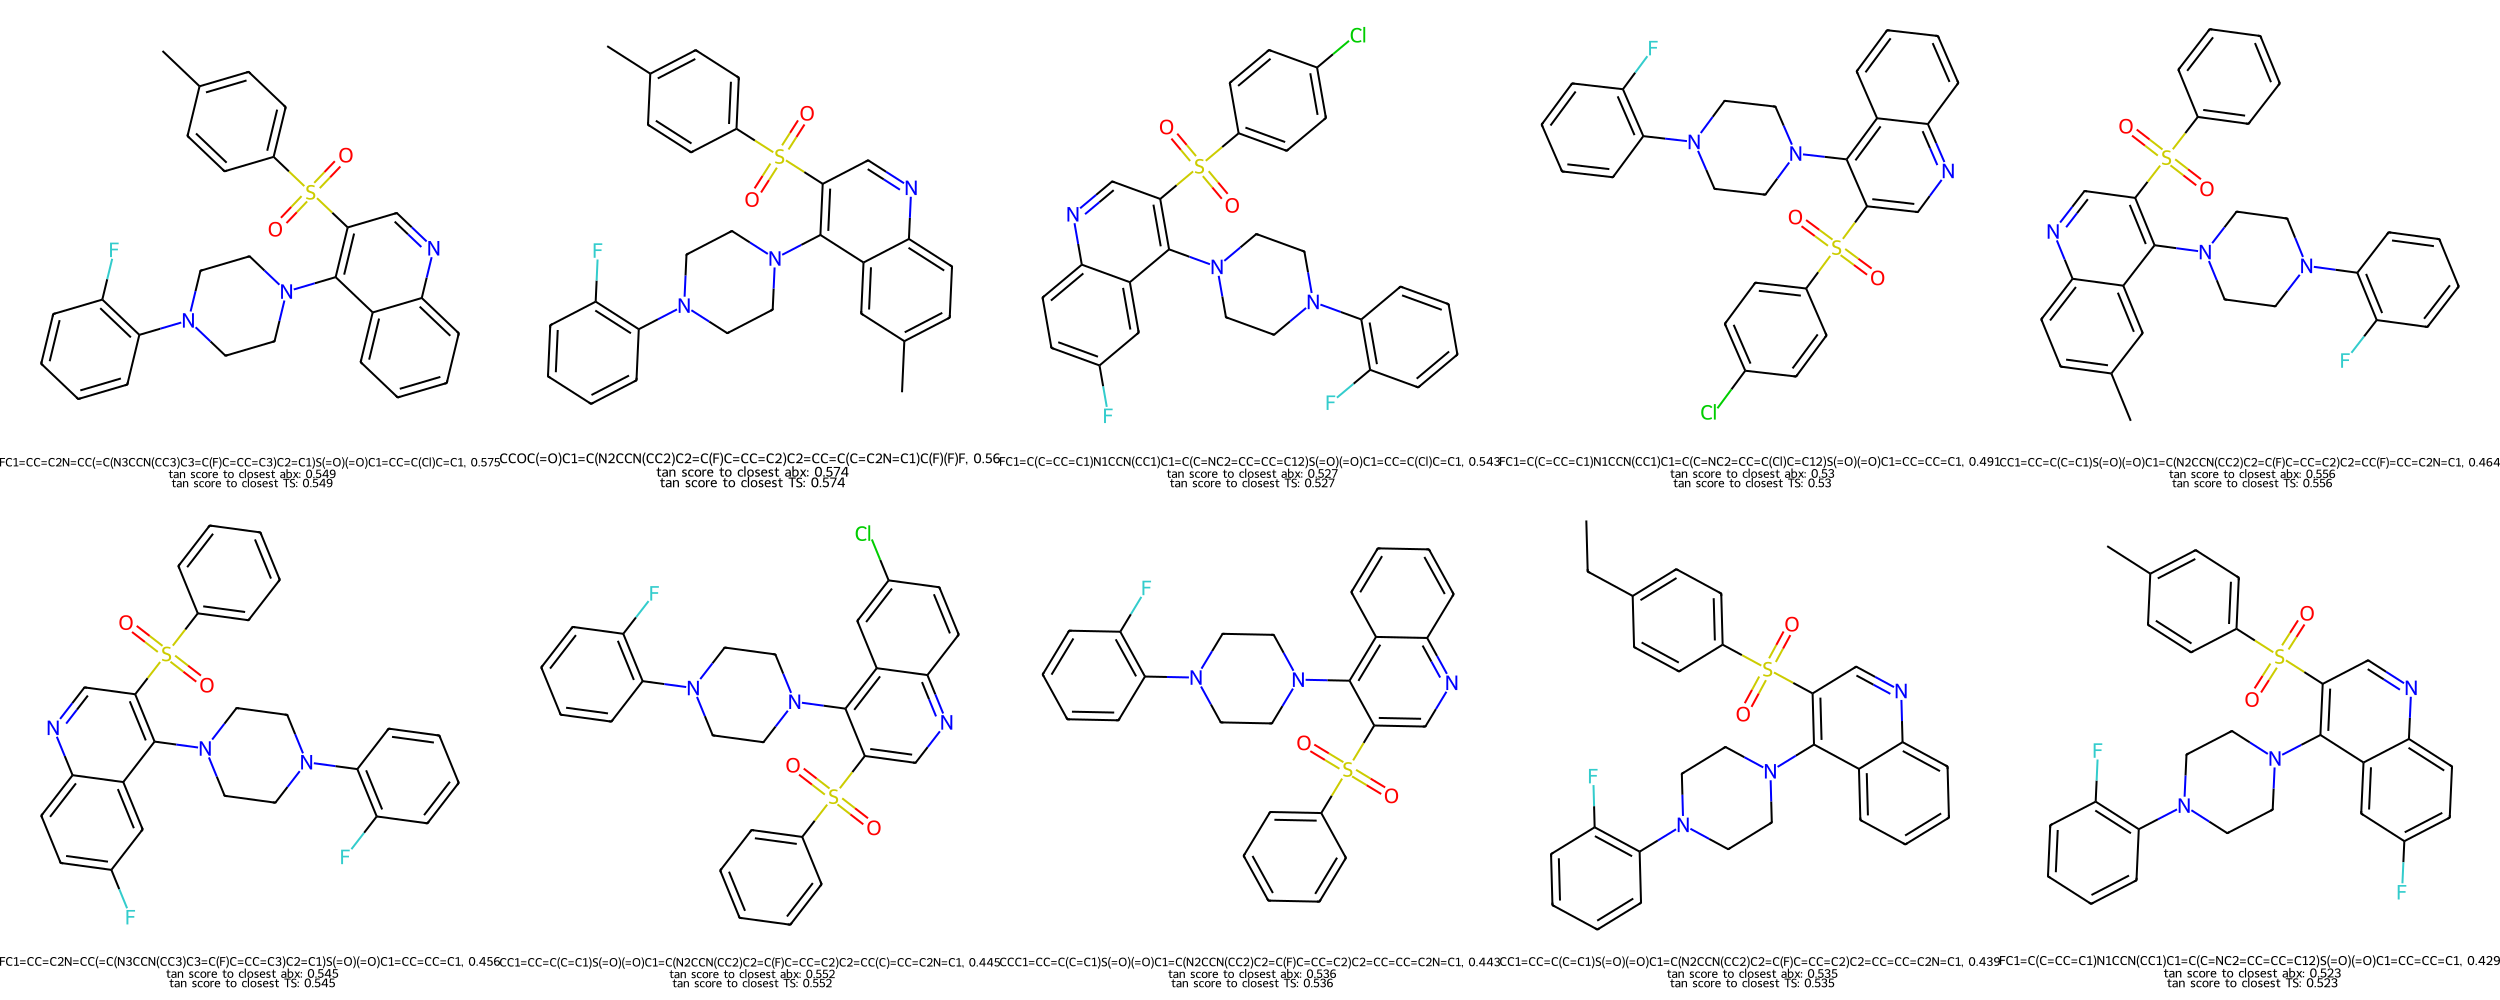 Cl
F
O
S
O
N
N
N
O
S
O
F
N
N
N
Cl
O
S
O
N
N
N
F
F
F
N
N
N
O
S
O
Cl
O
S
O
N
N
N
F
FC1=CC=C2N=CC(=C(N3CCN(CC3)C3=C(F)C=CC=C3)C2=C1)S(=O)(=O)C1=CC=C(Cl)C=C1, 0.575
tan score to closest abx: 0.549
tan score to closest TS: 0.549
CCOC(=O)C1=C(N2CCN(CC2)C2=C(F)C=CC=C2)C2=CC=C(C=C2N=C1)C(F)(F)F, 0.56
tan score to closest abx: 0.574
tan score to closest TS: 0.574
FC1=C(C=CC=C1)N1CCN(CC1)C1=C(C=NC2=CC=CC=C12)S(=O)(=O)C1=CC=C(Cl)C=C1, 0.543
tan score to closest abx: 0.527
tan score to closest TS: 0.527
FC1=C(C=CC=C1)N1CCN(CC1)C1=C(C=NC2=CC=C(Cl)C=C12)S(=O)(=O)C1=CC=CC=C1, 0.491
tan score to closest abx: 0.53
tan score to closest TS: 0.53
CC1=CC=C(C=C1)S(=O)(=O)C1=C(N2CCN(CC2)C2=C(F)C=CC=C2)C2=CC(F)=CC=C2N=C1, 0.464
tan score to closest abx: 0.556
tan score to closest TS: 0.556
O
S
O
N
N
N
F
F
Cl
F
N
N
N
O
S
O
F
N
N
N
O
S
O
O
S
O
N
N
N
F
O
S
O
N
N
N
F
F
FC1=CC=C2N=CC(=C(N3CCN(CC3)C3=C(F)C=CC=C3)C2=C1)S(=O)(=O)C1=CC=CC=C1, 0.456
tan score to closest abx: 0.545
tan score to closest TS: 0.545
CC1=CC=C(C=C1)S(=O)(=O)C1=C(N2CCN(CC2)C2=C(F)C=CC=C2)C2=CC(C)=CC=C2N=C1, 0.445
tan score to closest abx: 0.552
tan score to closest TS: 0.552
CCC1=CC=C(C=C1)S(=O)(=O)C1=C(N2CCN(CC2)C2=C(F)C=CC=C2)C2=CC=CC=C2N=C1, 0.443
tan score to closest abx: 0.536
tan score to closest TS: 0.536
CC1=CC=C(C=C1)S(=O)(=O)C1=C(N2CCN(CC2)C2=C(F)C=CC=C2)C2=CC=CC=C2N=C1, 0.439
tan score to closest abx: 0.535
tan score to closest TS: 0.535
FC1=C(C=CC=C1)N1CCN(CC1)C1=C(C=NC2=CC=CC=C12)S(=O)(=O)C1=CC=CC=C1, 0.429
tan score to closest abx: 0.523
tan score to closest TS: 0.523